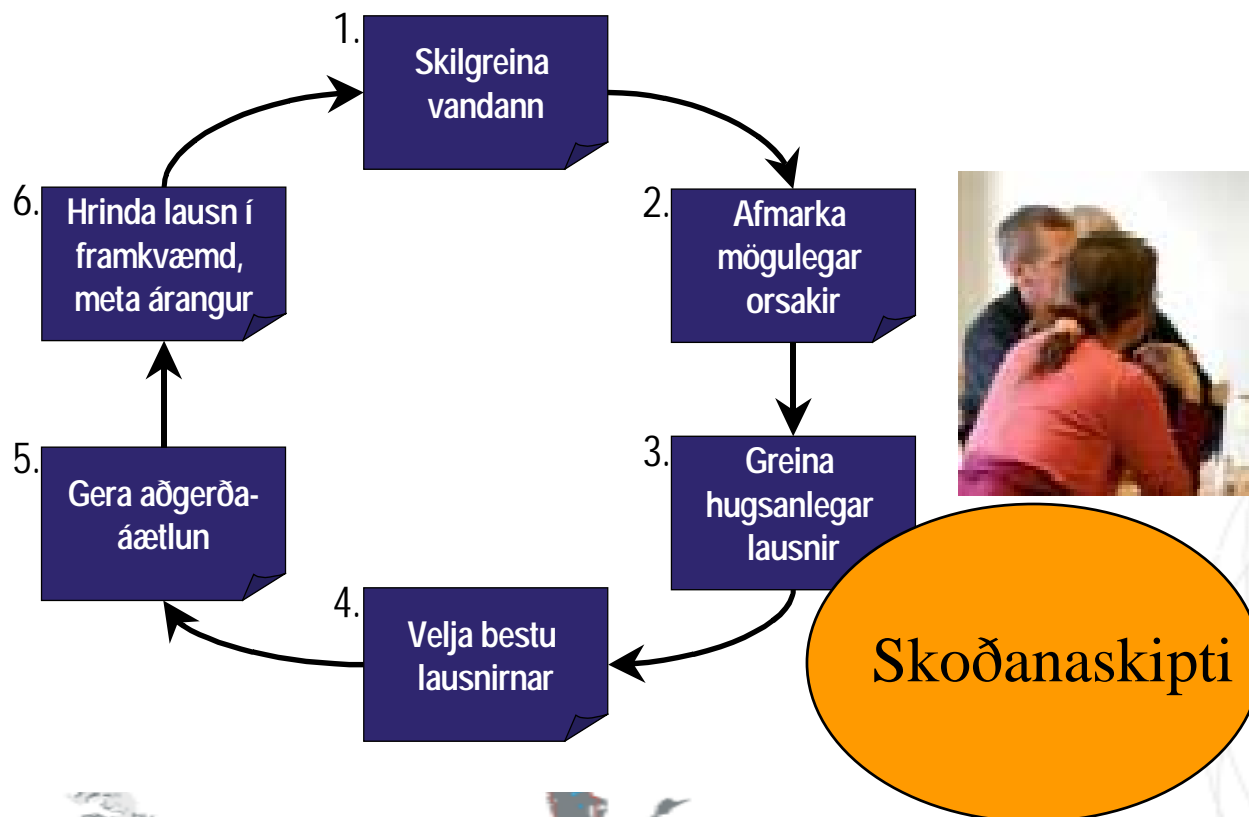 1.
Skilgreina
vandann
2.
Afmarka
mögulegar
orsakir
3.
Greina
hugsanlegar
lausnir
4.
Velja bestu
lausnirnar
5.
Gera aðgerða-
áætlun
6.
Hrinda lausn í
framkvæmd,
meta árangur
Skoðanaskipti